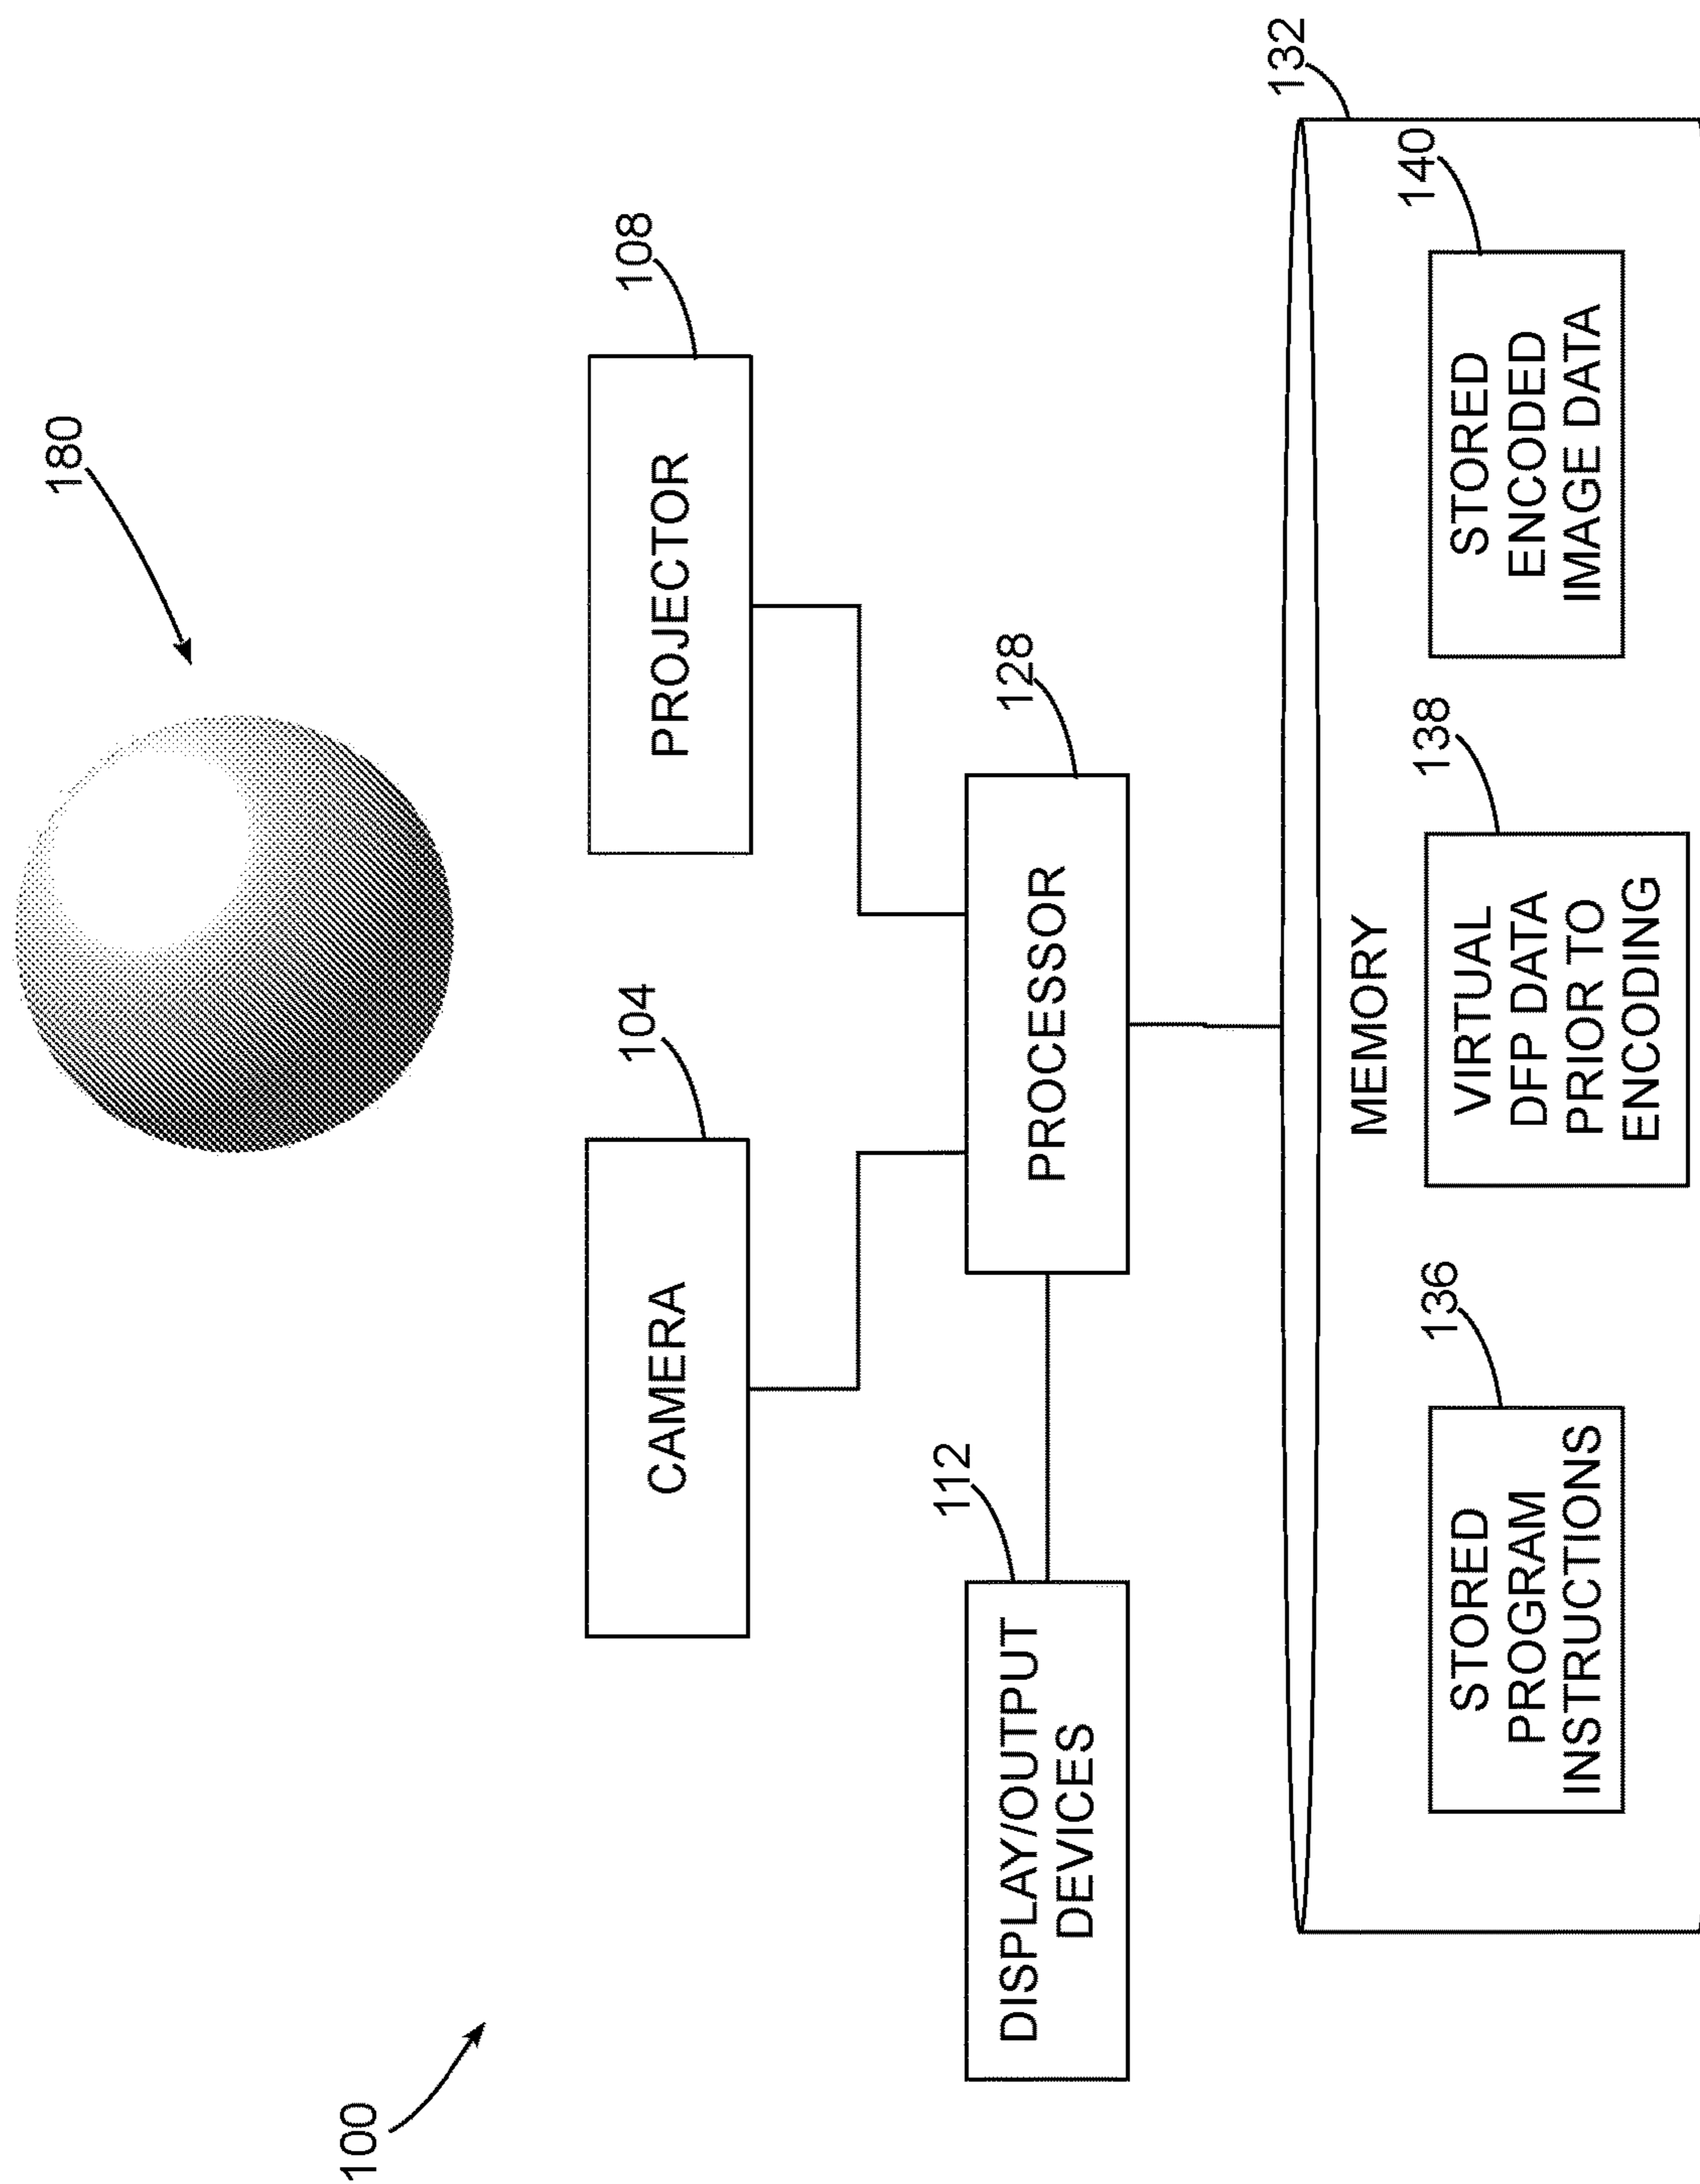 100
180
CAMERA
104
PROJECTOR
108
DISPLAY/OUTPUT
DEVICES
112
PROCESSOR
128
132
MEMORY
STORED
PROGRAM
INSTRUCTIONS
136
VIRTUAL
DFP DATA
PRIOR TO
ENCODING
138
STORED
ENCODED
IMAGE DATA
140